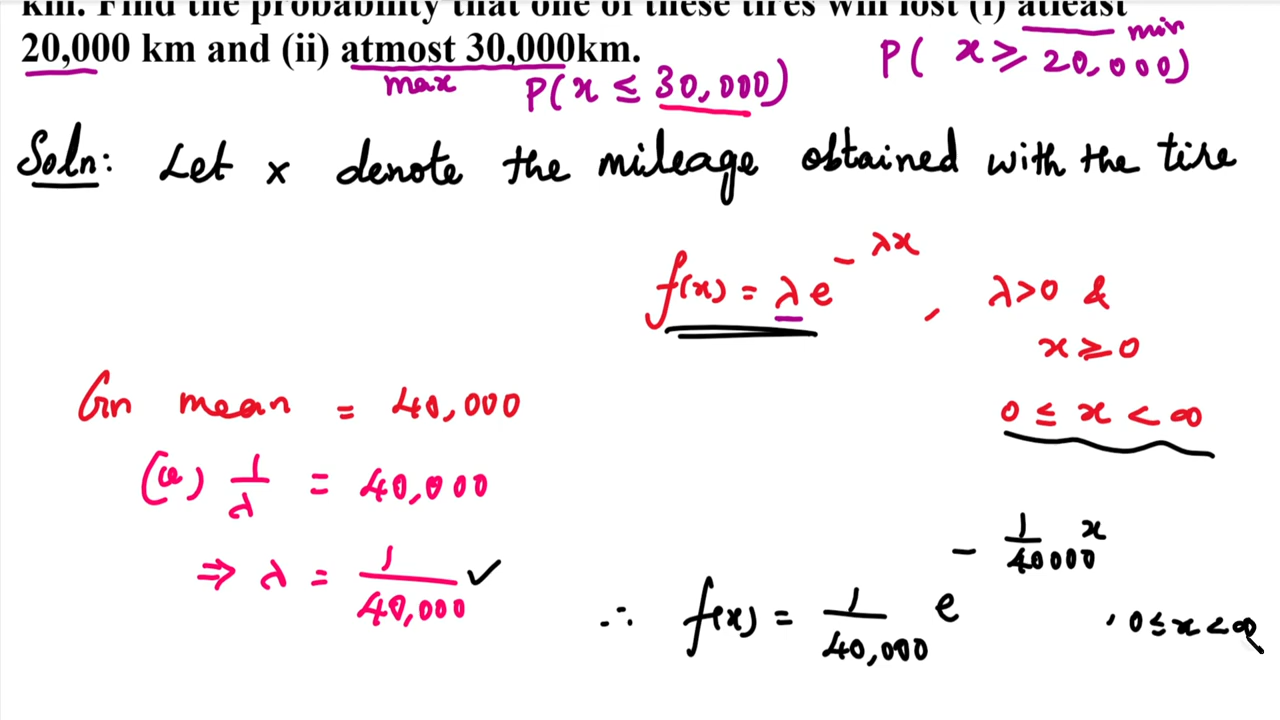 km. Find the probability that one of these tires will lost (i) atleast
20,000 km and (ii) atmost 30,000km.
min
P( x ≥ 20,000)
max P(x ≤ 30,000)
Soln: Let x denote the mileage obtained with the tire
f(x) = λe^{-λx}, λ>0 &
x≥0
0 ≤ x < ∞
Gn mean = 40,000
(ie) 1/λ = 40,000
⇒ λ = 1/40,000 ✓
∴ f(x) = 1/40,000 e^{-1/40000 x}, 0≤x<∞